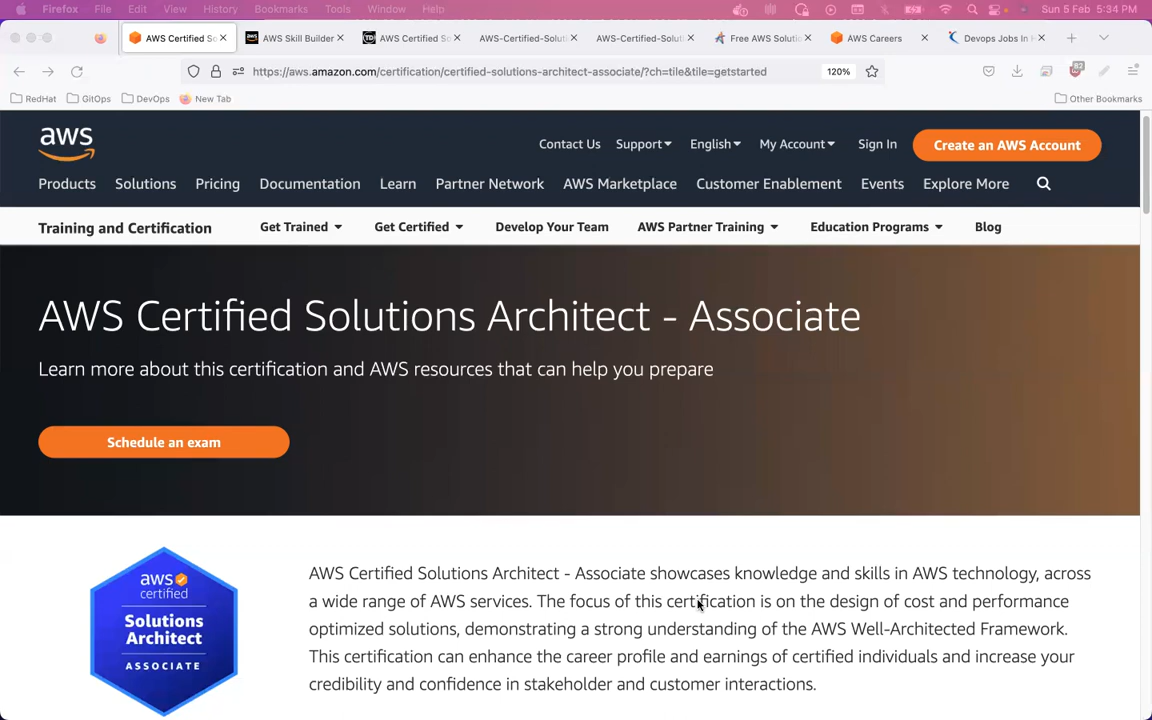 Firefox File Edit View History Bookmarks Tools Window Help Sun 5 Feb 5:34 PM
AWS Certified So AWS Skill Builder AWS Certified So AWS-Certified-Solut AWS-Certified-Solut Free AWS Solutio AWS Careers Devops Jobs In H
https://aws.amazon.com/certification/certified-solutions-architect-associate/?ch=tile&tile=getstarted 120% 82
RedHat GitOps DevOps New Tab Other Bookmarks
aws
Contact Us Support English My Account Sign In Create an AWS Account
Products Solutions Pricing Documentation Learn Partner Network AWS Marketplace Customer Enablement Events Explore More
Training and Certification Get Trained Get Certified Develop Your Team AWS Partner Training Education Programs Blog
AWS Certified Solutions Architect - Associate
Learn more about this certification and AWS resources that can help you prepare
Schedule an exam
aws
certified
Solutions
Architect
ASSOCIATE
AWS Certified Solutions Architect - Associate showcases knowledge and skills in AWS technology, across
a wide range of AWS services. The focus of this certification is on the design of cost and performance
optimized solutions, demonstrating a strong understanding of the AWS Well-Architected Framework.
This certification can enhance the career profile and earnings of certified individuals and increase your
credibility and confidence in stakeholder and customer interactions.